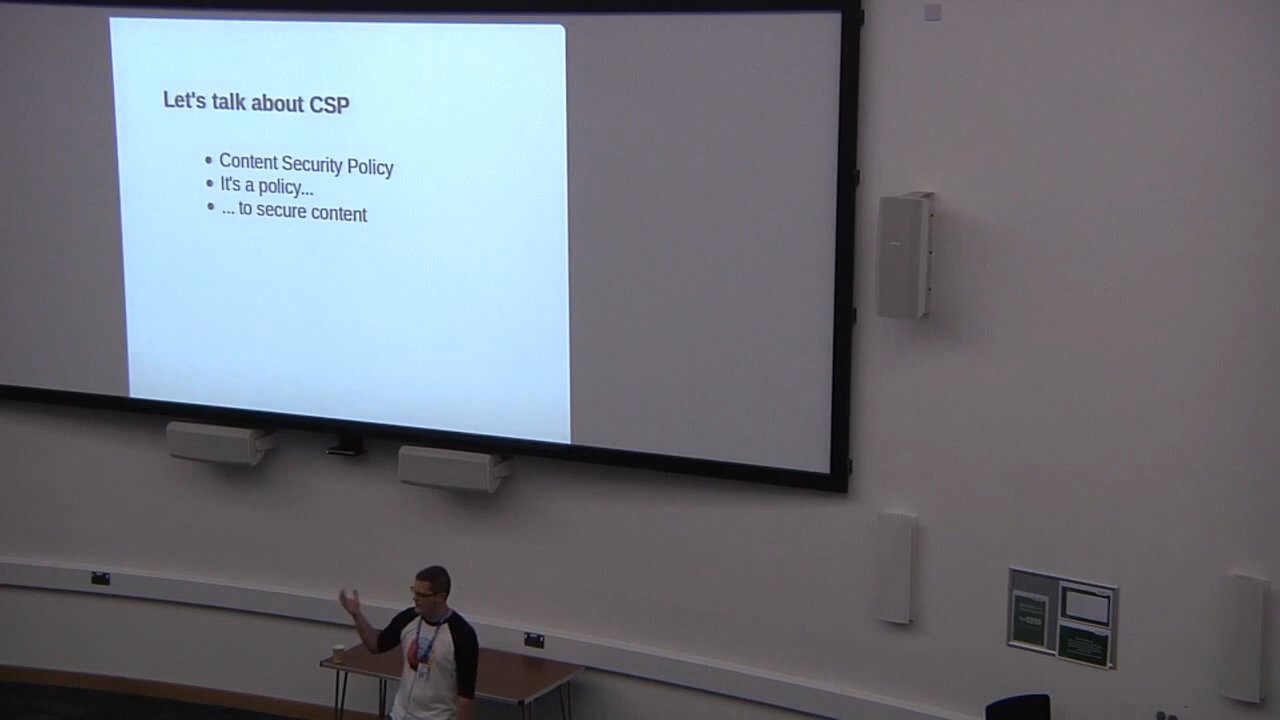 Let's talk about CSP
• Content Security Policy
• It's a policy...
• ... to secure content